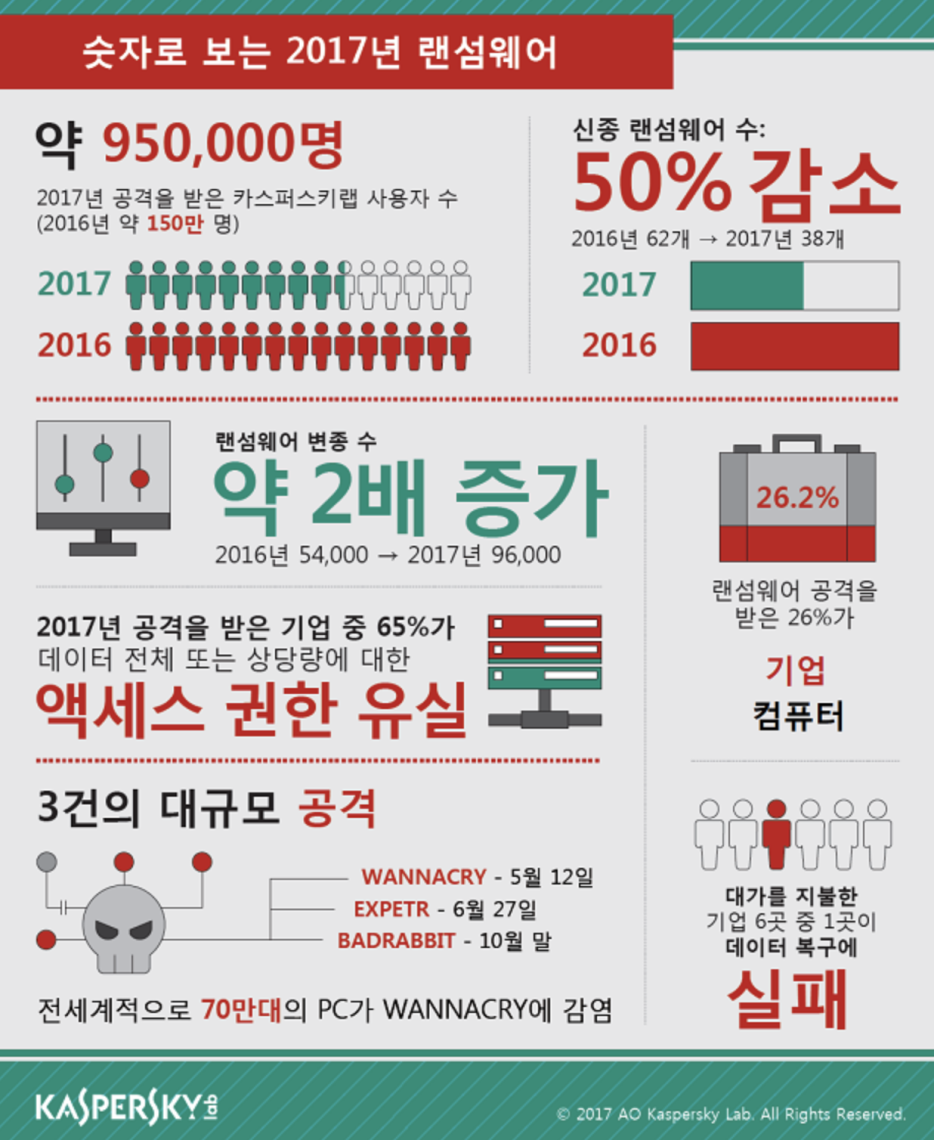 숫자로 보는 2017년 랜섬웨어
약 950,000명
2017년 공격을 받은 카스퍼스키랩 사용자 수
(2016년 약 150만 명)
2017
2016
신종 랜섬웨어 수:
50% 감소
2016년 62개 → 2017년 38개
2017
2016
랜섬웨어 변종 수
약 2배 증가
2016년 54,000 → 2017년 96,000
2017년 공격을 받은 기업 중 65%가
데이터 전체 또는 상당량에 대한
액세스 권한 유실
26.2%
랜섬웨어 공격을
받은 26%가
기업
컴퓨터
3건의 대규모 공격
WANNACRY - 5월 12일
EXPETR - 6월 27일
BADRABBIT - 10월 말
전세계적으로 70만대의 PC가 WANNACRY에 감염
대가를 지불한
기업 6곳 중 1곳이
데이터 복구에
실패
KASPERSKY lab
© 2017 AO Kaspersky Lab. All Rights Reserved.